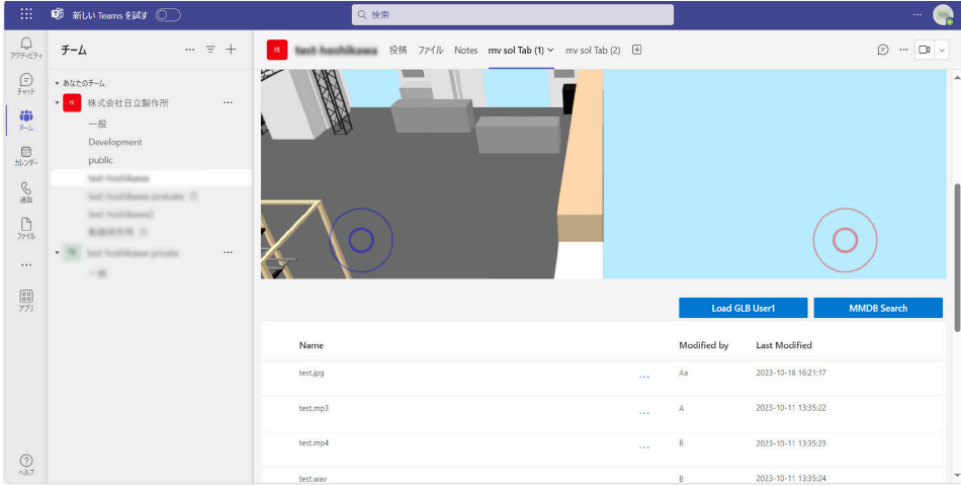 新しい Teams を試す
検索
アクティビティ
チャット
チーム
カレンダー
通話
ファイル
アプリ
ヘルプ
チーム
あなたのチーム
株 株式会社日立製作所
一般
Development
public
株
投稿 ファイル Notes mv sol Tab (1) mv sol Tab (2)
Load GLB User1 MMDB Search
Name Modified by Last Modified
test.jpg Aa 2023-10-18 16:21:17
test.mp3 A 2023-10-11 13:35:22
test.mp4 B 2023-10-11 13:35:23
test.wav B 2023-10-11 13:35:24